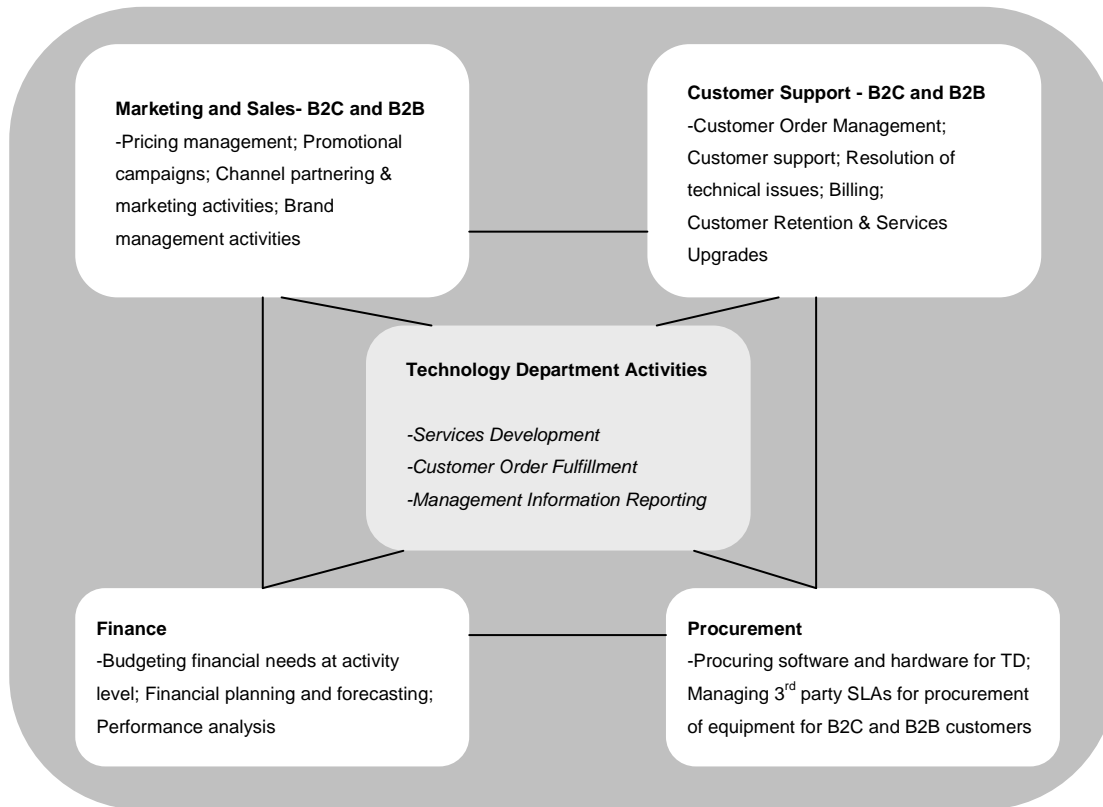 Marketing and Sales- B2C and B2B
-Pricing management; Promotional
campaigns; Channel partnering &
marketing activities; Brand
management activities
Customer Support - B2C and B2B
-Customer Order Management;
Customer support; Resolution of
technical issues; Billing;
Customer Retention & Services
Upgrades
Technology Department Activities
-Services Development
-Customer Order Fulfillment
-Management Information Reporting
Finance
-Budgeting financial needs at activity
level; Financial planning and forecasting;
Performance analysis
Procurement
-Procuring software and hardware for TD;
Managing 3rd party SLAs for procurement
of equipment for B2C and B2B customers